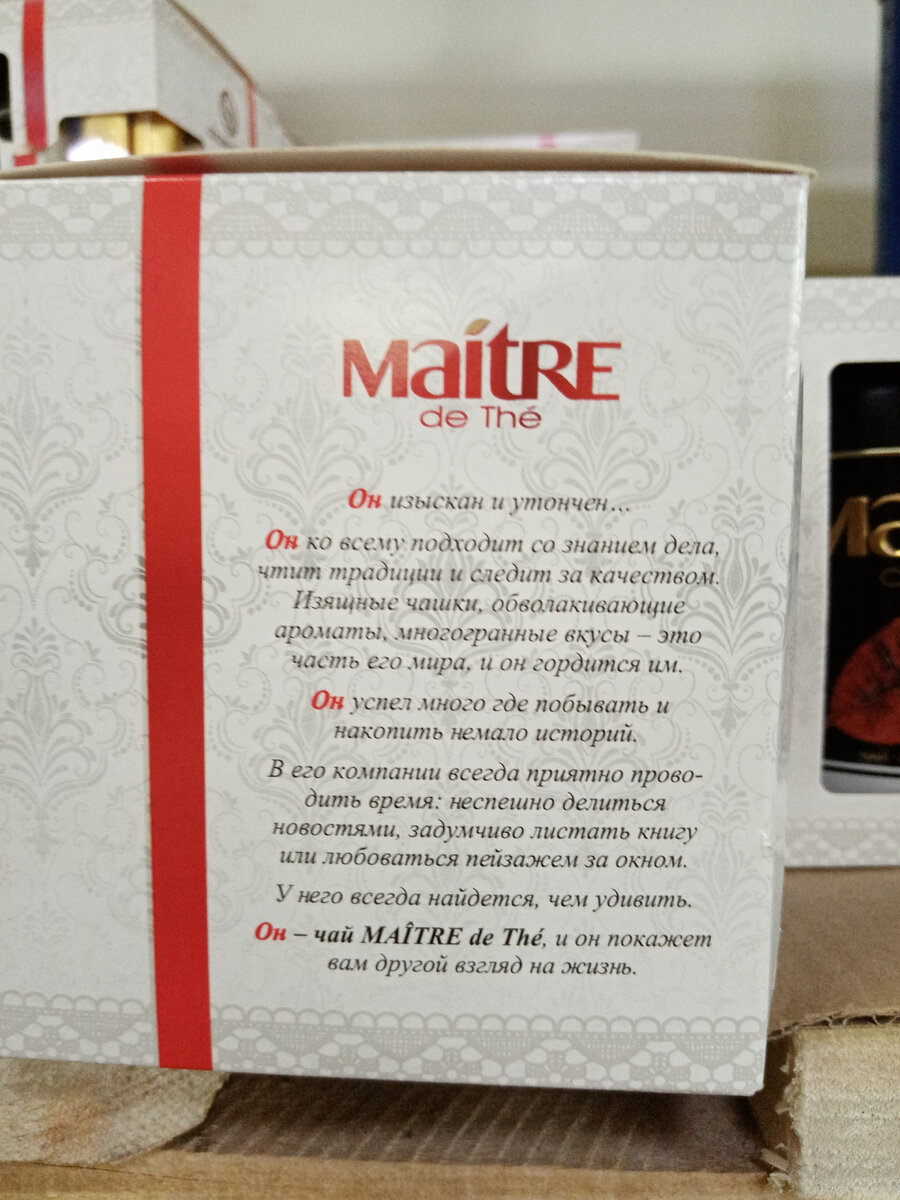 MaîtRE
de Thé
Он изыскан и утончен...
Он ко всему подходит со знанием дела,
чтит традиции и следит за качеством.
Изящные чашки, обволакивающие
ароматы, многогранные вкусы – это
часть его мира, и он гордится им.
Он успел много где побывать и
накопить немало историй.
В его компании всегда приятно прово-
дить время: неспешно делиться
новостями, задумчиво листать книгу
или любоваться пейзажем за окном.
У него всегда найдется, чем удивить.
Он – чай MAÎTRE de Thé, и он покажет
вам другой взгляд на жизнь.
Ма